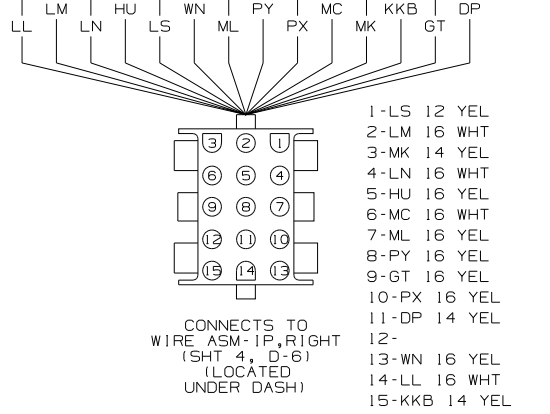 LM HU WN PY MC KKB DP
LL LN LS ML PX MK GT
3 2 1
6 5 4
9 8 7
12 11 10
15 14 13
1-LS 12 YEL
2-LM 16 WHT
3-MK 14 YEL
4-LN 16 WHT
5-HU 16 YEL
6-MC 16 WHT
7-ML 16 YEL
8-PY 16 YEL
9-GT 16 YEL
10-PX 16 YEL
11-DP 14 YEL
12-
13-WN 16 YEL
14-LL 16 WHT
15-KKB 14 YEL
CONNECTS TO
WIRE ASM-IP,RIGHT
(SHT 4, D-6)
(LOCATED
UNDER DASH)